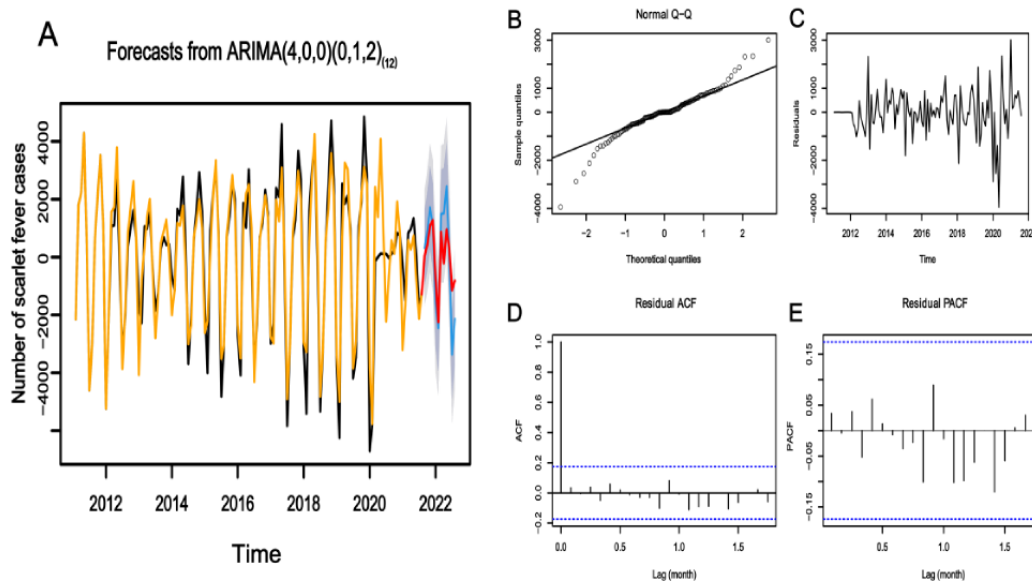 A
Forecasts from ARIMA(4,0,0)(0,1,2)(12)
Number of scarlet fever cases
4000
2000
0
−2000
−4000
2012 2014 2016 2018 2020 2022
Time
B
Normal Q−Q
Sample quantiles
3000
1000
0
−2000
−4000
−2 −1 0 1 2
Theoretical quantiles
C
Residuals
3000
1000
0
−2000
−4000
2012 2014 2016 2018 2020 202
Time
D
Residual ACF
ACF
1.0
0.8
0.6
0.4
0.2
0.0
−0.2
0.0 0.5 1.0 1.5
Lag (month)
E
Residual PACF
PACF
0.15
0.05
−0.05
−0.15
0.5 1.0 1.5
Lag (month)